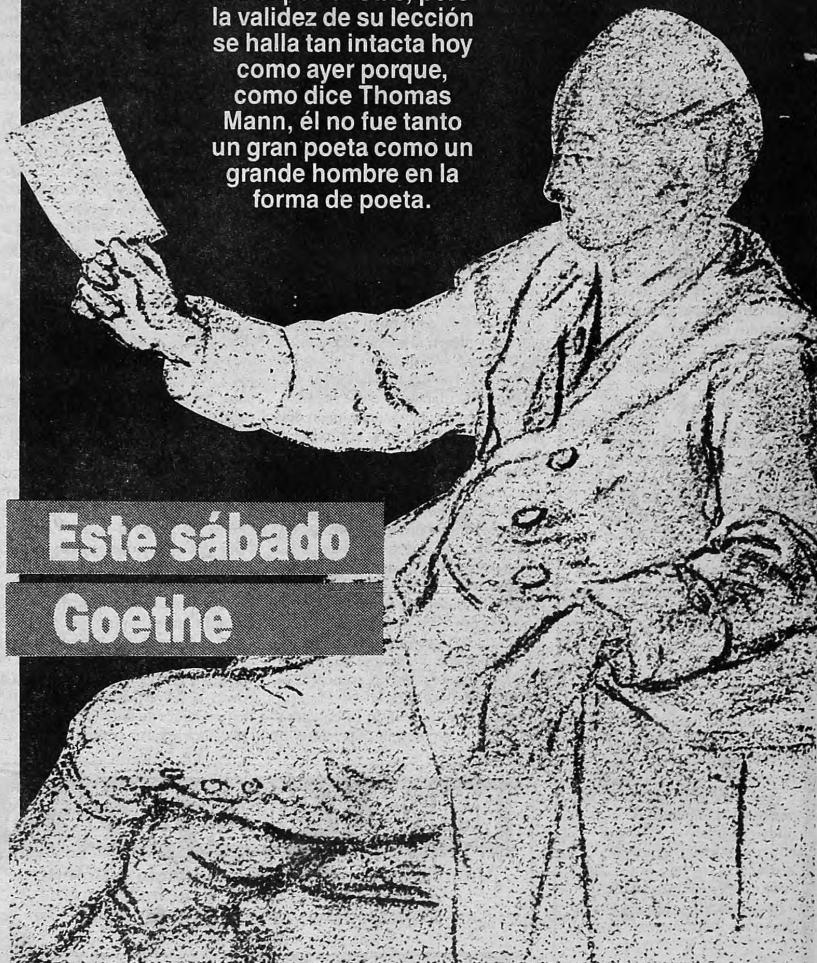 la validez de su lección
se halla tan intacta hoy
como ayer porque,
como dice Thomas
Mann, él no fue tanto
un gran poeta como un
grande hombre en la
forma de poeta.
Este sábado
Goethe